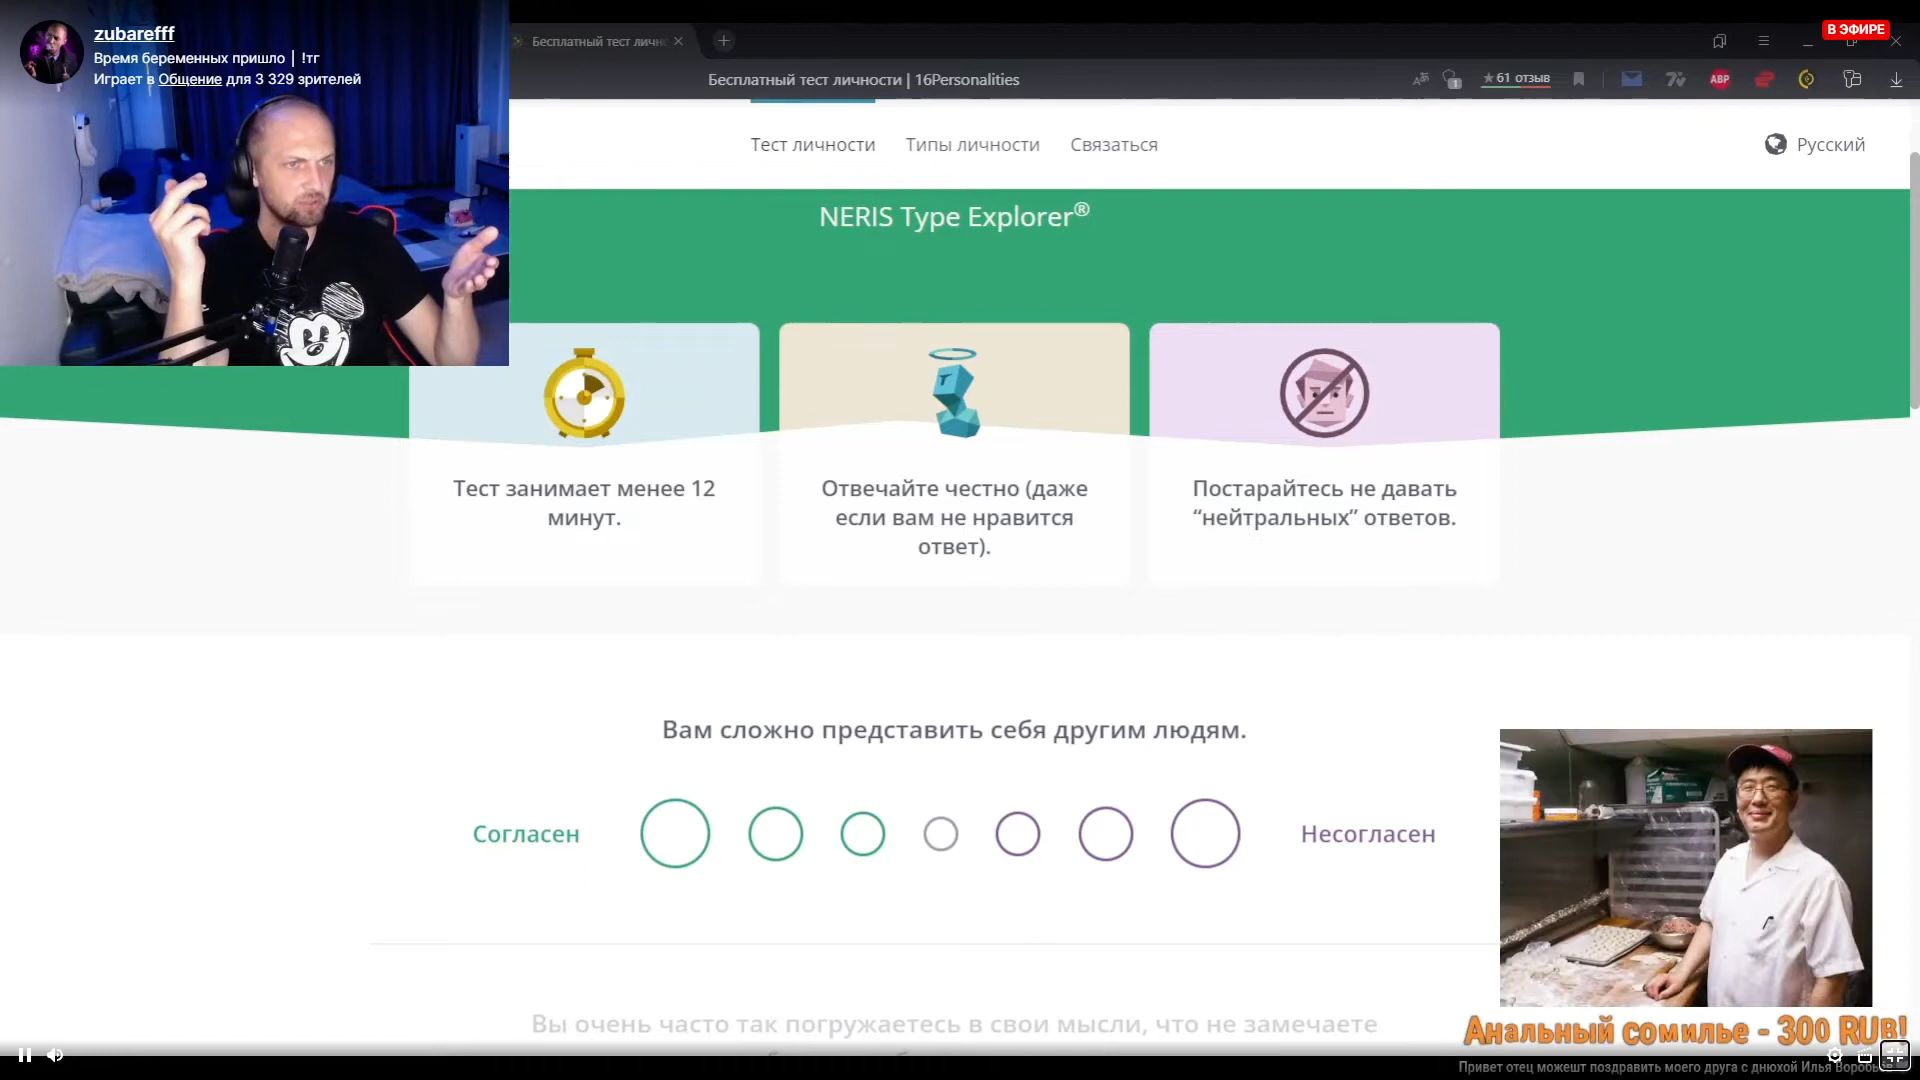 zubarefff
Время беременных пришло | !тг
Играет в Общение для 3 329 зрителей
Бесплатный тест личн
В ЭФИРЕ
Бесплатный тест личности | 16Personalities
61 отзыв
1
ABP
Тест личности
Типы личности
Связаться
Русский
NERIS Type Explorer®
T
Тест занимает менее 12
минут.
Отвечайте честно (даже
если вам не нравится
ответ).
Постарайтесь не давать
“нейтральных” ответов.
Вам сложно представить себя другим людям.
Согласен
Несогласен
Вы очень часто так погружаетесь в свои мысли, что не замечаете
Анальный сомилье - 300 RUB!
Привет отец можешт поздравить моего друга с днюхой Илья